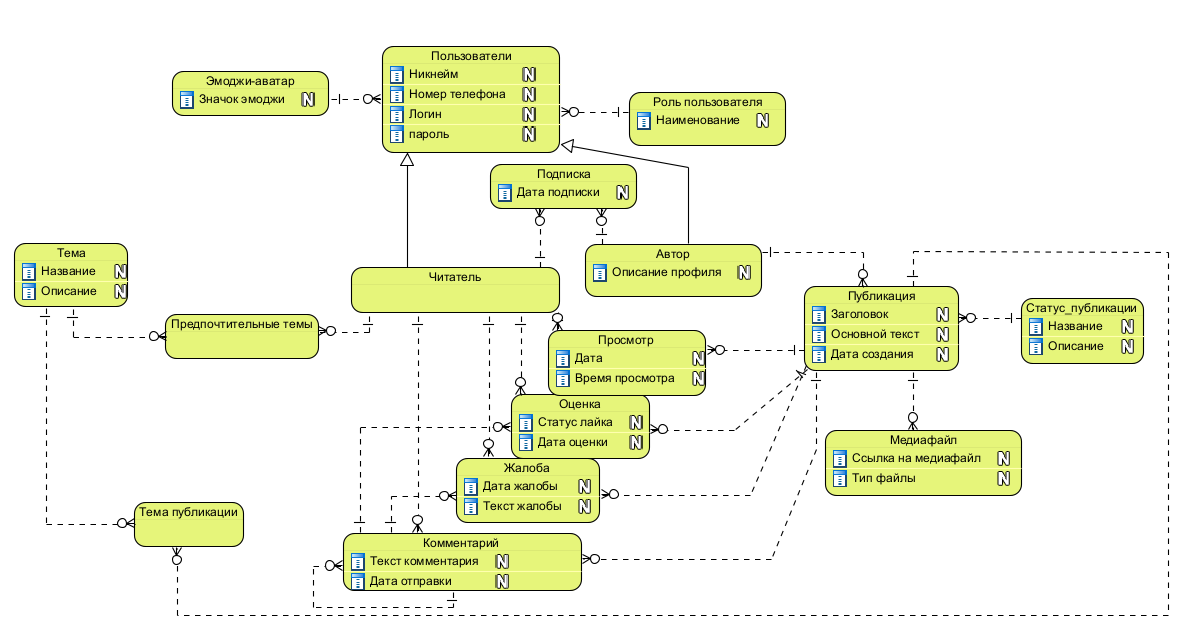 Пользователи
Никнейм
Номер телефона
Логин
пароль
Эмоджи-аватар
Значок эмоджи
Роль пользователя
Наименование
Подписка
Дата подписки
Тема
Название
Описание
Автор
Описание профиля
Читатель
Предпочтительные темы
Публикация
Заголовок
Основной текст
Дата создания
Статус_публикации
Название
Описание
Просмотр
Дата
Время просмотра
Оценка
Статус лайка
Дата оценки
Медиафайл
Ссылка на медиафайл
Тип файлы
Жалоба
Дата жалобы
Текст жалобы
Тема публикации
Комментарий
Текст комментария
Дата отправки